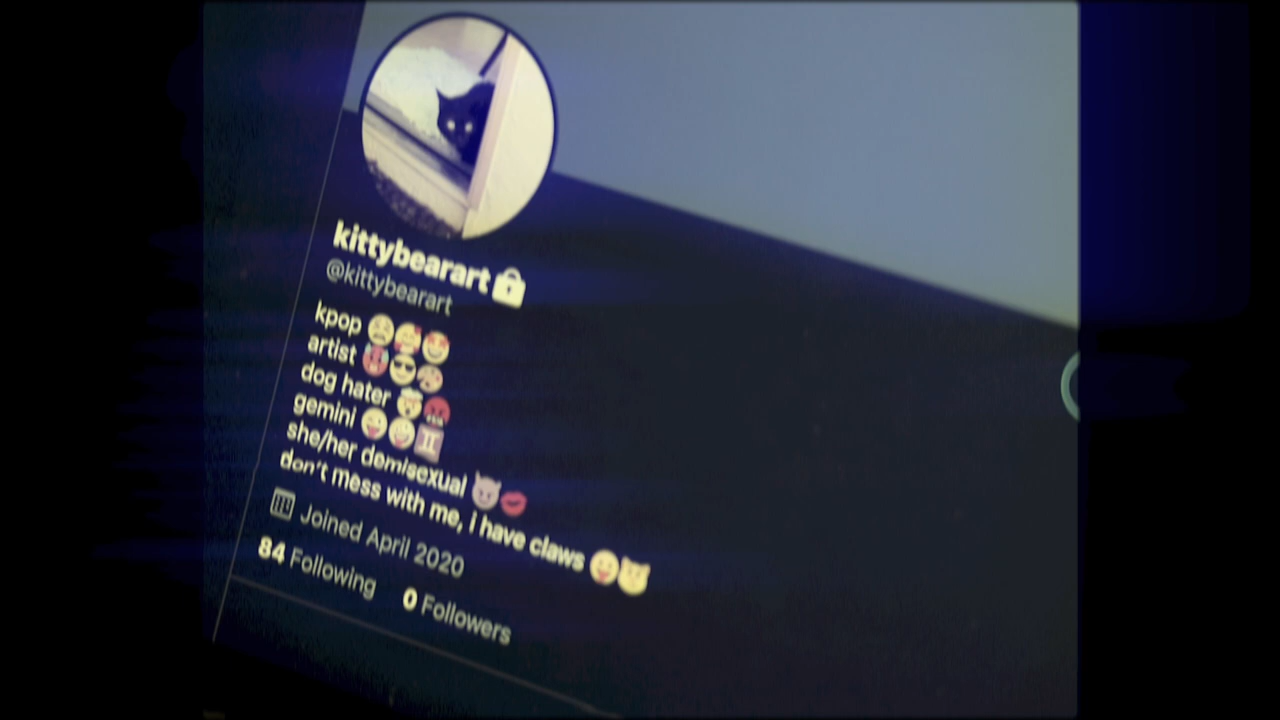 kittybearart
@kittybearart
kpop 😩🥰😍
artist 🥵😎🎨
dog hater 🤯🤬
gemini 😜🤪♊
she/her demisexual 😈💋
don't mess with me, i have claws 😜😼
Joined April 2020
84 Following 0 Followers